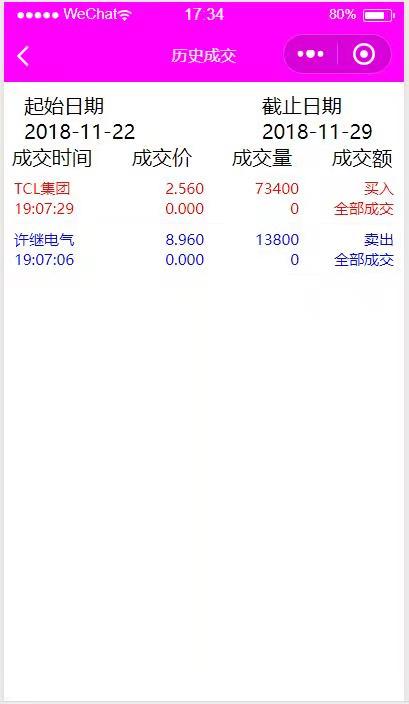 WeChat 17:34 80%
历史成交
起始日期 截止日期
2018-11-22 2018-11-29
成交时间 成交价 成交量 成交额
TCL集团 2.560 73400 买入
19:07:29 0.000 0 全部成交
许继电气 8.960 13800 卖出
19:07:06 0.000 0 全部成交